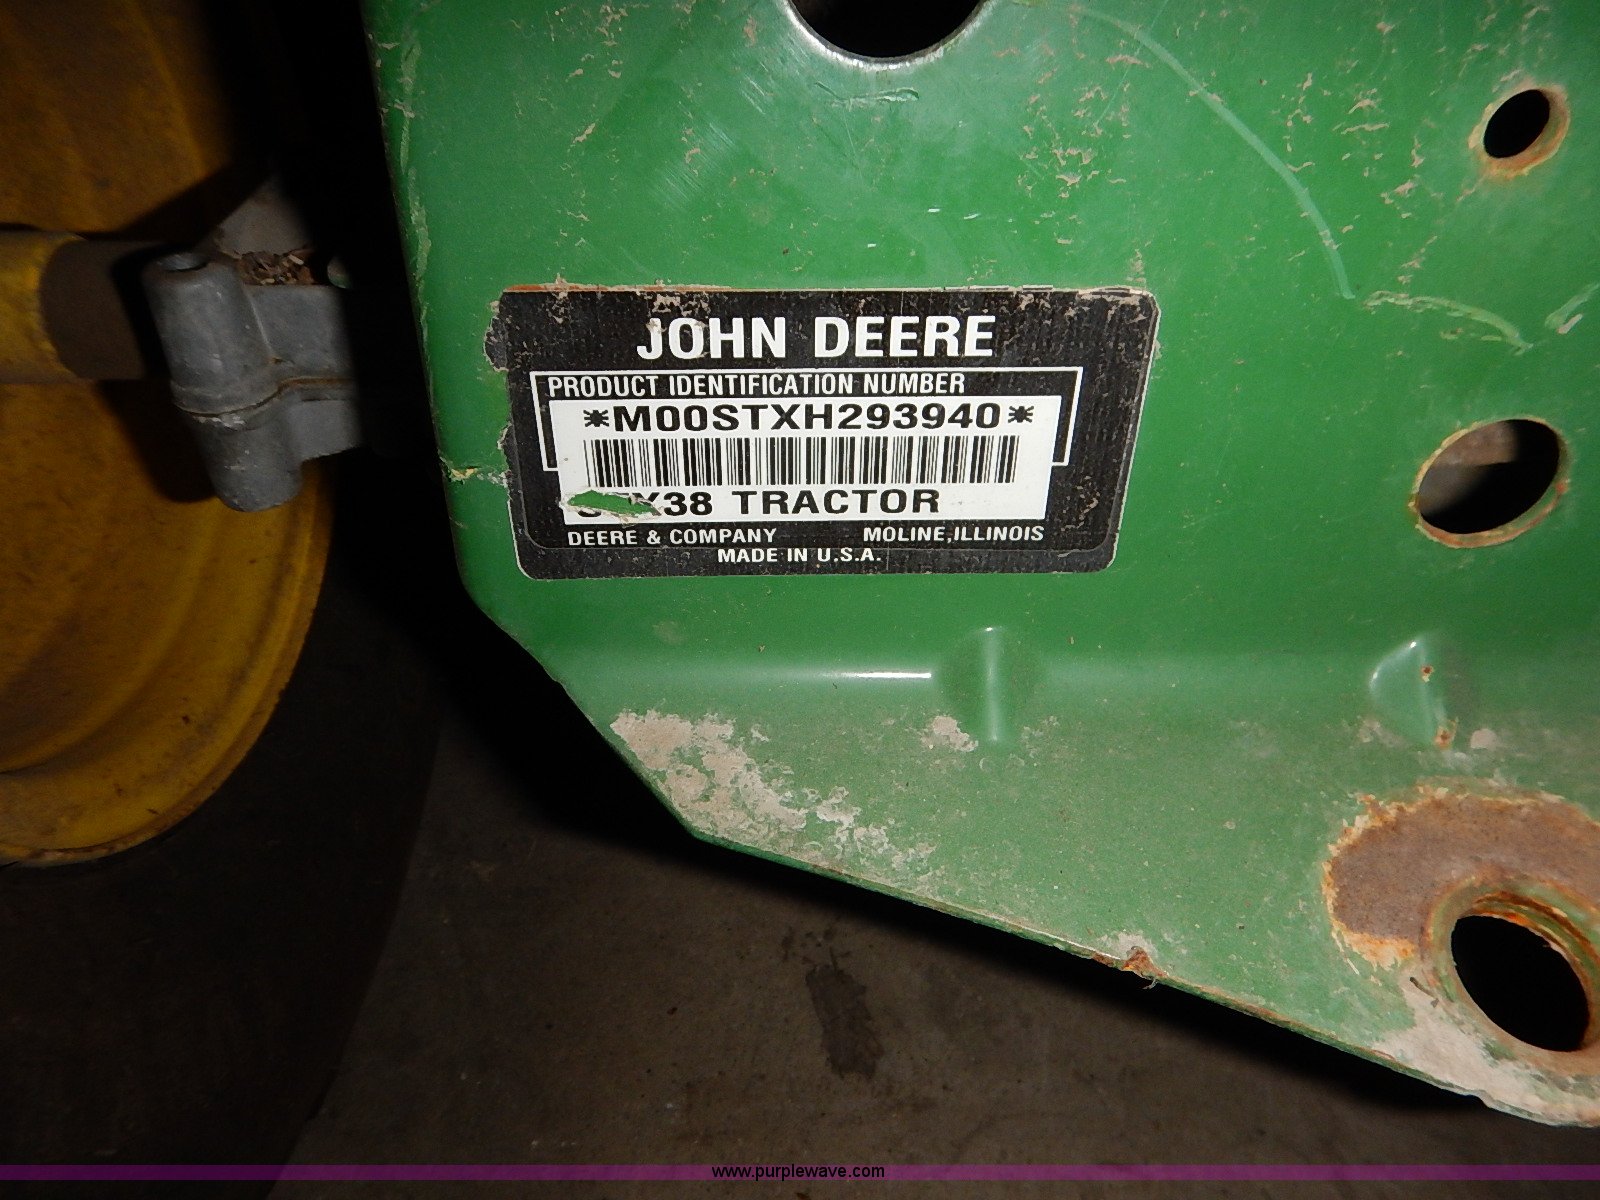 JOHN DEERE
PRODUCT IDENTIFICATION NUMBER
*M00STXH293940*
38 TRACTOR
DEERE & COMPANY MOLINE, ILLINOIS
MADE IN U.S.A.
www.purplewave.com